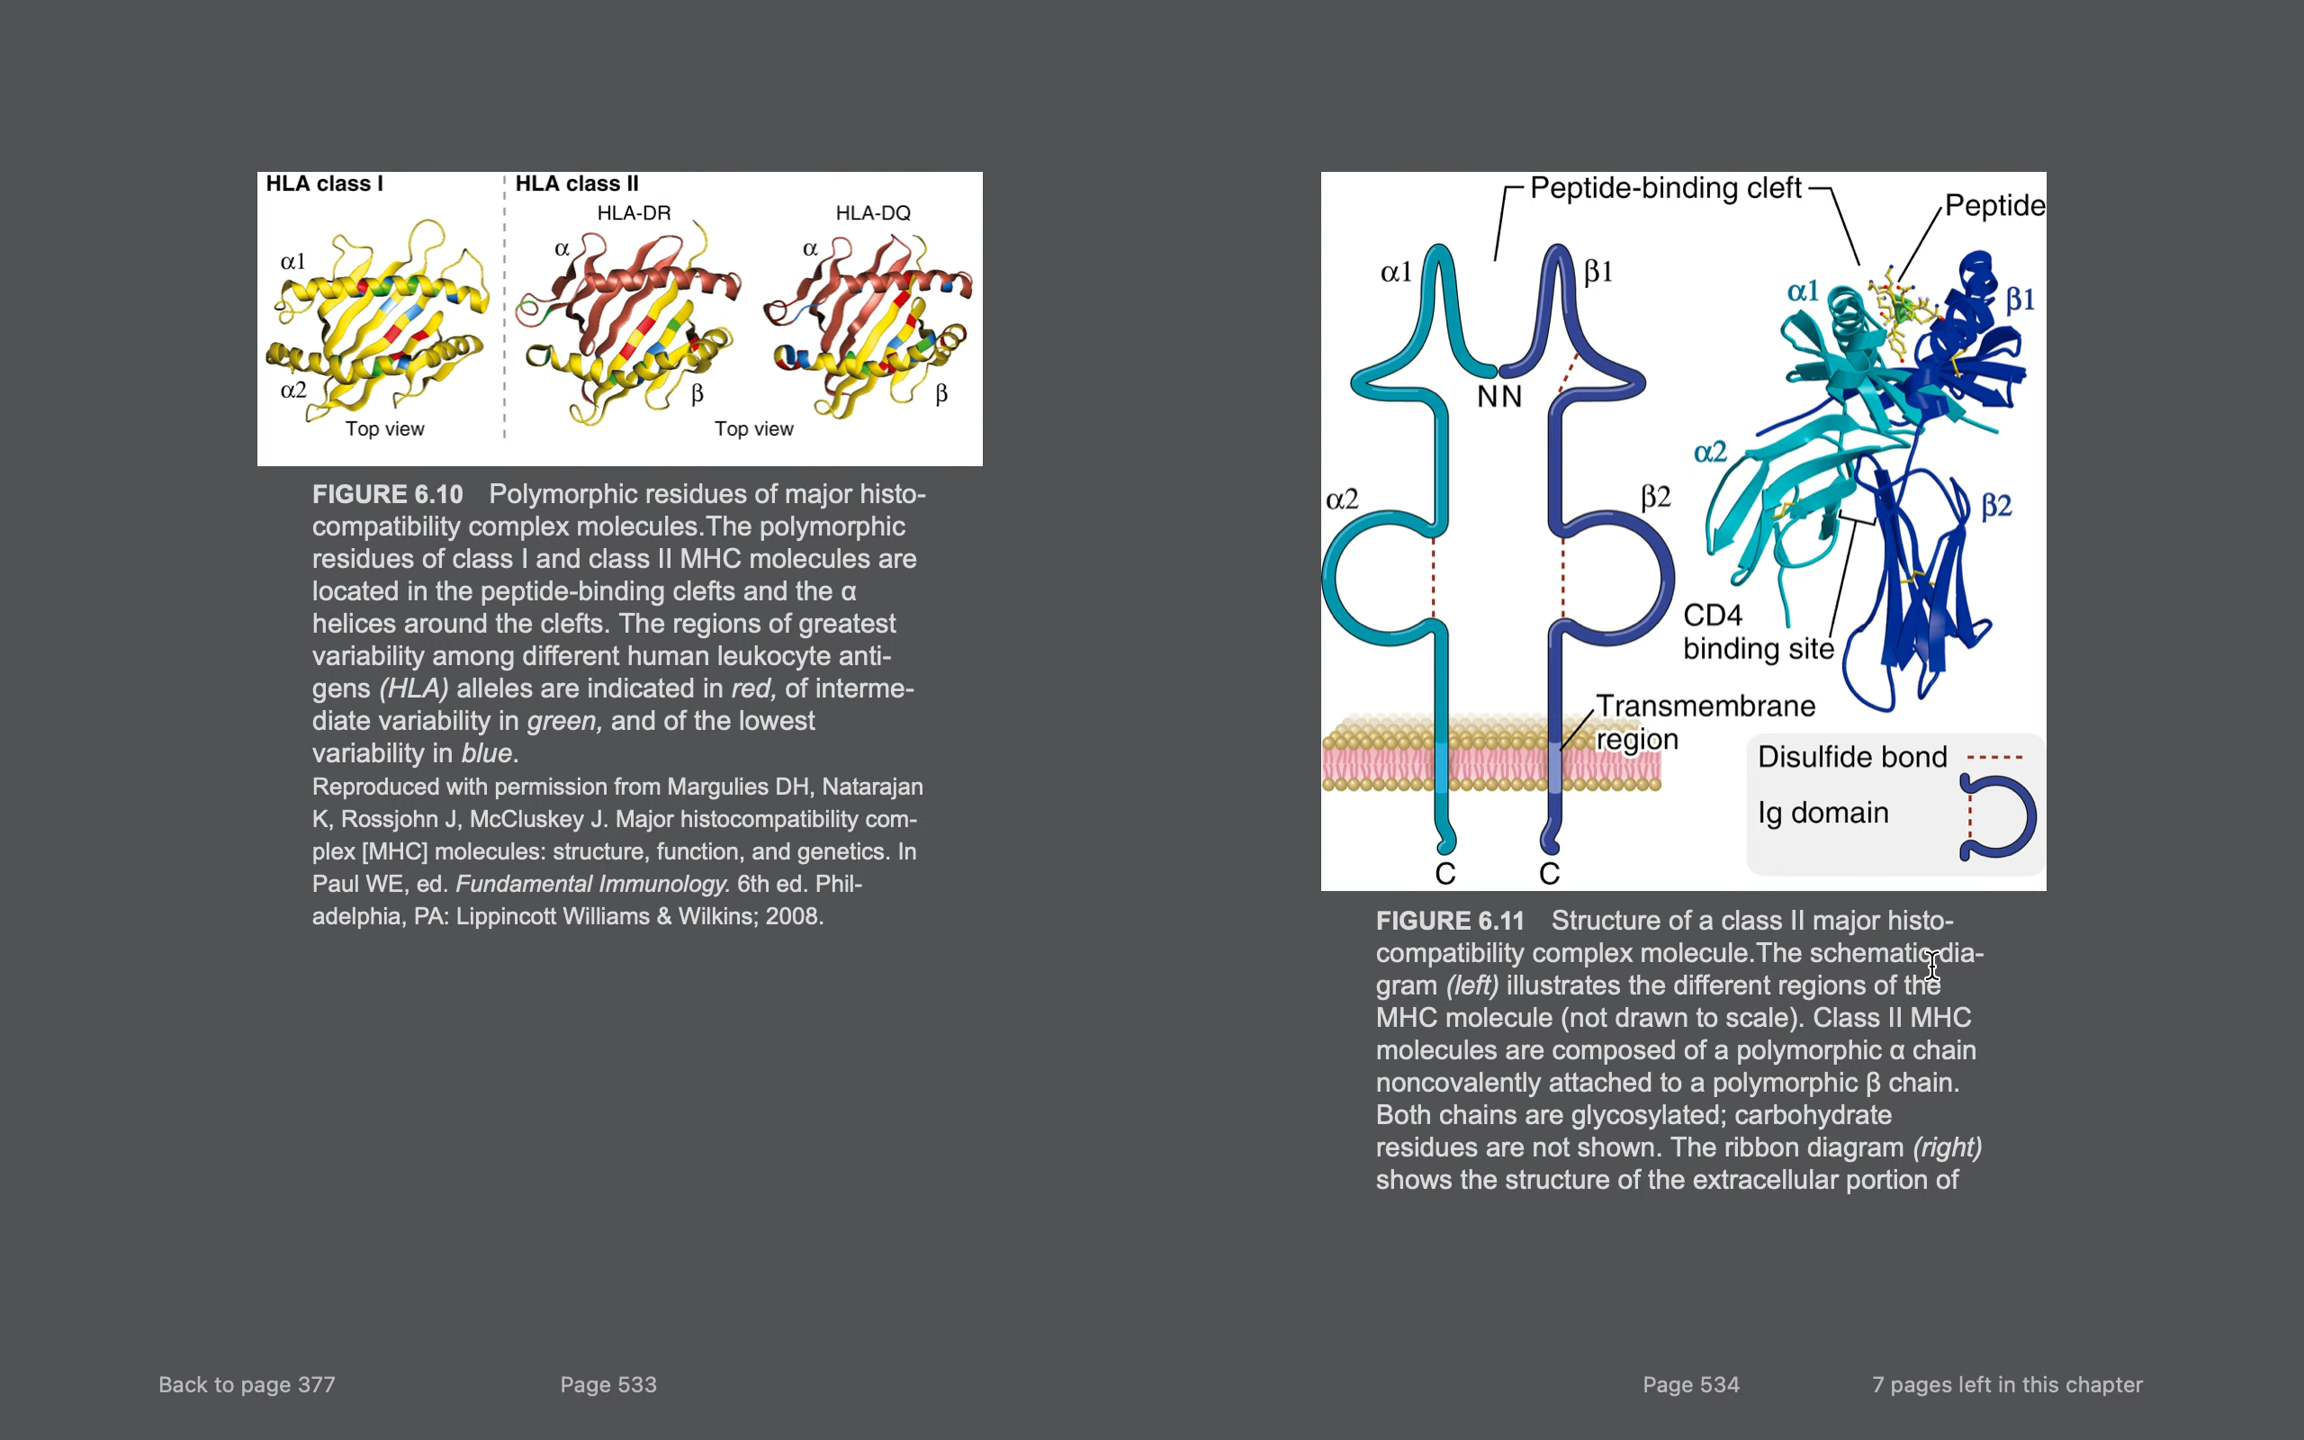 HLA class I
HLA class II
HLA-DR
HLA-DQ
α1
α
α
α2
β
β
Top view
Top view
FIGURE 6.10 Polymorphic residues of major histo-
compatibility complex molecules.The polymorphic
residues of class I and class II MHC molecules are
located in the peptide-binding clefts and the α
helices around the clefts. The regions of greatest
variability among different human leukocyte anti-
gens (HLA) alleles are indicated in red, of interme-
diate variability in green, and of the lowest
variability in blue.
Reproduced with permission from Margulies DH, Natarajan
K, Rossjohn J, McCluskey J. Major histocompatibility com-
plex [MHC] molecules: structure, function, and genetics. In
Paul WE, ed. Fundamental Immunology. 6th ed. Phil-
adelphia, PA: Lippincott Williams & Wilkins; 2008.
Peptide-binding cleft
Peptide
α1
β1
α1
β1
NN
α2
β2
α2
β2
CD4
binding site
Transmembrane
region
Disulfide bond
Ig domain
C
C
FIGURE 6.11 Structure of a class II major histo-
compatibility complex molecule.The schematic dia-
gram (left) illustrates the different regions of the
MHC molecule (not drawn to scale). Class II MHC
molecules are composed of a polymorphic α chain
noncovalently attached to a polymorphic β chain.
Both chains are glycosylated; carbohydrate
residues are not shown. The ribbon diagram (right)
shows the structure of the extracellular portion of
Back to page 377
Page 533
Page 534
7 pages left in this chapter